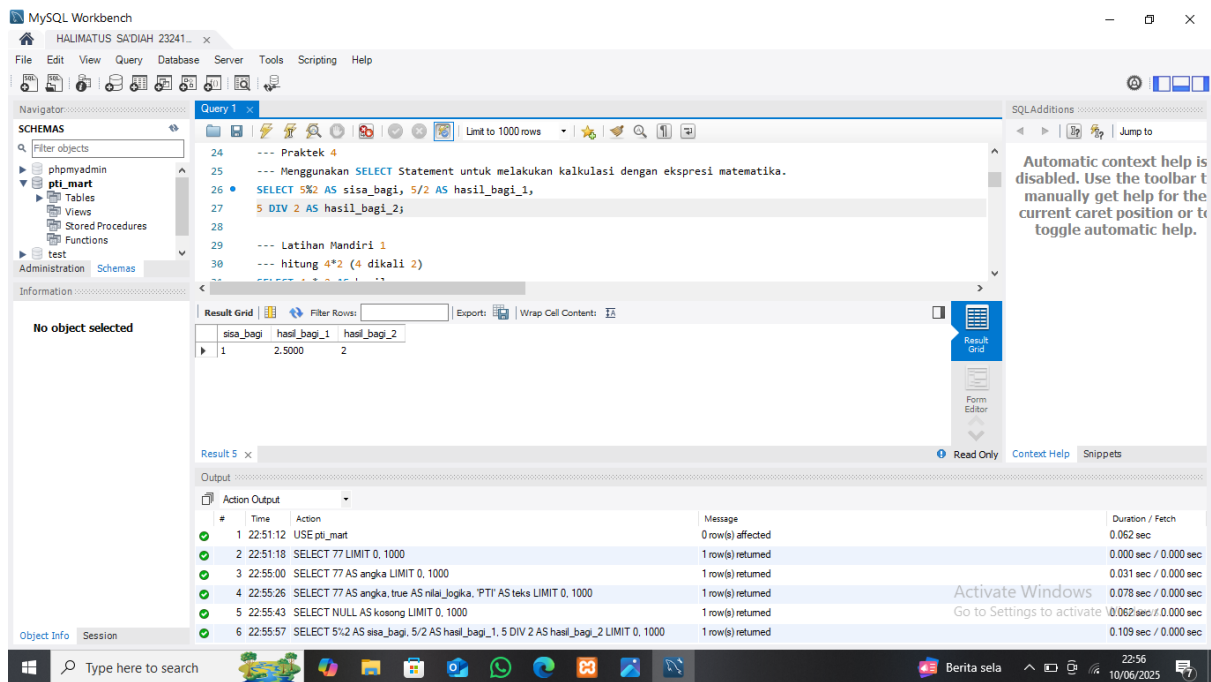 MySQL Workbench
HALIMATUS SA'DIAH 23241...
File Edit View Query Database Server Tools Scripting Help
Navigator
SCHEMAS
Filter objects
phpmyadmin
pti_mart
Tables
Views
Stored Procedures
Functions
test
Administration Schemas
Information
No object selected
Object Info Session
Query 1
Limit to 1000 rows
24 --- Praktek 4
25 --- Menggunakan SELECT Statement untuk melakukan kalkulasi dengan ekspresi matematika.
26 SELECT 5%2 AS sisa_bagi, 5/2 AS hasil_bagi_1,
27 5 DIV 2 AS hasil_bagi_2;
28
29 --- Latihan Mandiri 1
30 --- hitung 4*2 (4 dikali 2)
Result Grid Filter Rows: Export: Wrap Cell Content:
sisa_bagi hasil_bagi_1 hasil_bagi_2
1 2.5000 2
Result
Grid
Form
Editor
Result 5
Read Only
SQLAdditions
Jump to
Automatic context help is
disabled. Use the toolbar t
manually get help for the
current caret position or to
toggle automatic help.
Context Help Snippets
Output
Action Output
# Time Action Message Duration / Fetch
1 22:51:12 USE pti_mart 0 row(s) affected 0.062 sec
2 22:51:18 SELECT 77 LIMIT 0, 1000 1 row(s) returned 0.000 sec / 0.000 sec
3 22:55:00 SELECT 77 AS angka LIMIT 0, 1000 1 row(s) returned 0.031 sec / 0.000 sec
4 22:55:26 SELECT 77 AS angka, true AS nilai_logika, 'PTI' AS teks LIMIT 0, 1000 1 row(s) returned 0.078 sec / 0.000 sec
5 22:55:43 SELECT NULL AS kosong LIMIT 0, 1000 1 row(s) returned 0.062 sec / 0.000 sec
6 22:55:57 SELECT 5%2 AS sisa_bagi, 5/2 AS hasil_bagi_1, 5 DIV 2 AS hasil_bagi_2 LIMIT 0, 1000 1 row(s) returned 0.109 sec / 0.000 sec
Activate Windows
Go to Settings to activate Windows.
Type here to search
Berita sela
22:56
10/06/2025